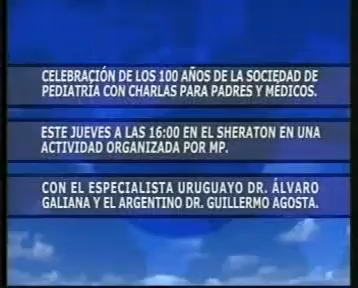 CELEBRACIÓN DE LOS 100 AÑOS DE LA SOCIEDAD DE
PEDIATRÍA CON CHARLAS PARA PADRES Y MÉDICOS.
ESTE JUEVES A LAS 16:00 EN EL SHERATON EN UNA
ACTIVIDAD ORGANIZADA POR MP.
CON EL ESPECIALISTA URUGUAYO DR. ÁLVARO
GALIANA Y EL ARGENTINO DR. GUILLERMO AGOSTA.